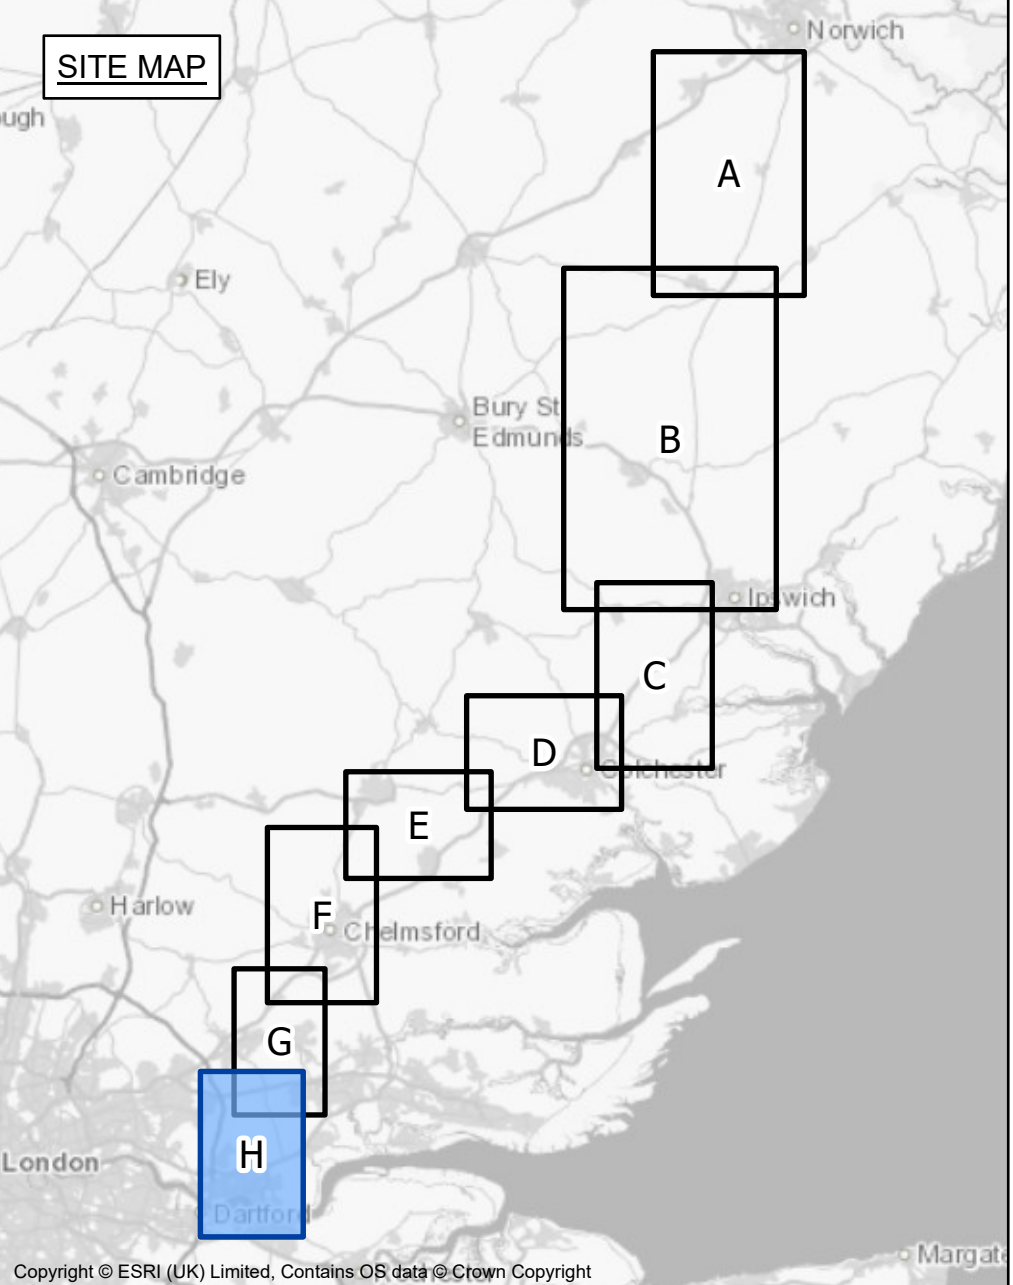 Norwich
SITE MAP
ugh
A
Ely
Bury St
Edmunds
B
Cambridge
Ipswich
C
D
Colchester
E
Harlow
F
Chelmsford
G
H
London
Dartford
Margate
Copyright © ESRI (UK) Limited, Contains OS data © Crown Copyright